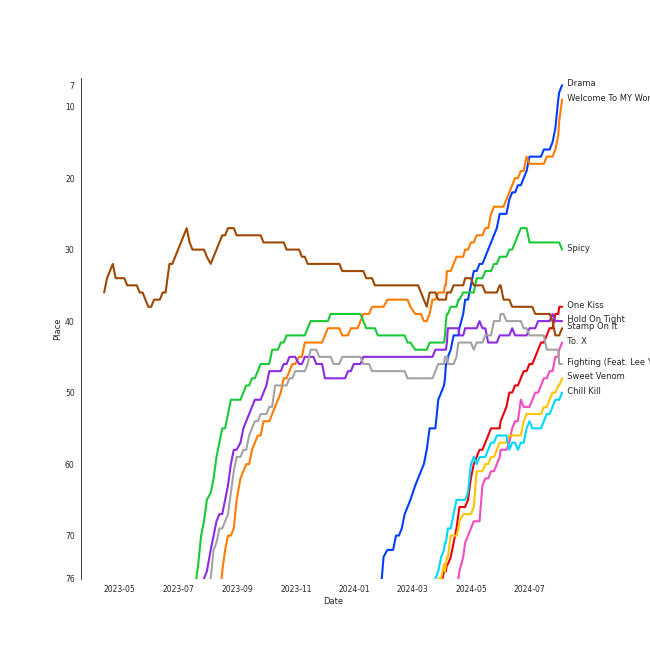 7
10
20
30
40
50
60
70
76
Place
Drama
Welcome To MY Wor
Spicy
One Kiss
Hold On Tight
Stamp On It
To. X
Fighting (Feat. Lee Y
Sweet Venom
Chill Kill
2023-05 2023-07 2023-09 2023-11 2024-01 2024-03 2024-05 2024-07
Date